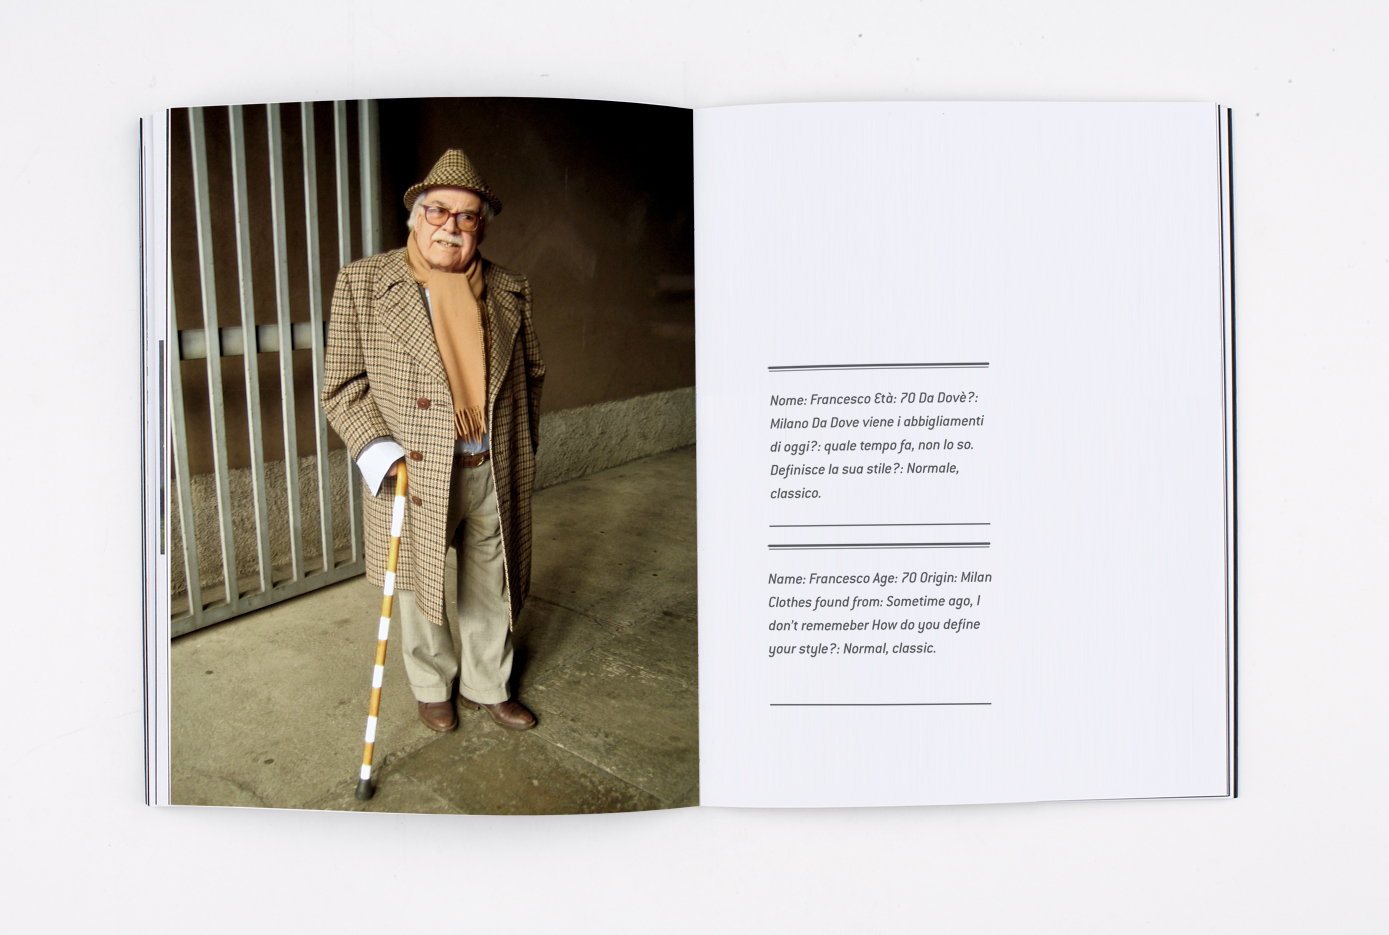 Nome: Francesco Età: 70 Da Dovè?:
Milano Da Dove viene i abbigliamenti
di oggi?: quale tempo fa, non lo so.
Definisce la sua stile?: Normale,
classico.
Name: Francesco Age: 70 Origin: Milan
Clothes found from: Sometime ago, I
don't rememeber How do you define
your style?: Normal, classic.